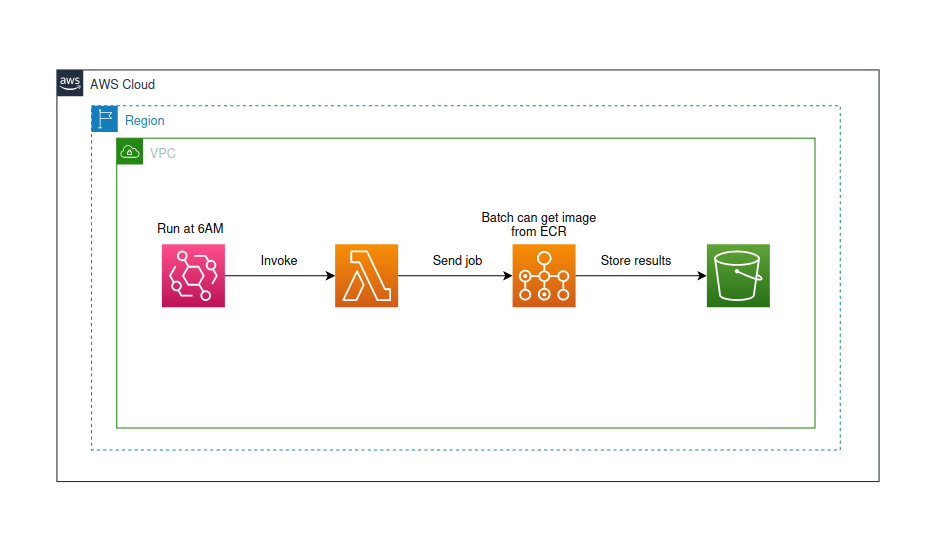 aws
AWS Cloud
Region
VPC
Run at 6AM
Invoke
Send job
Batch can get image
from ECR
Store results